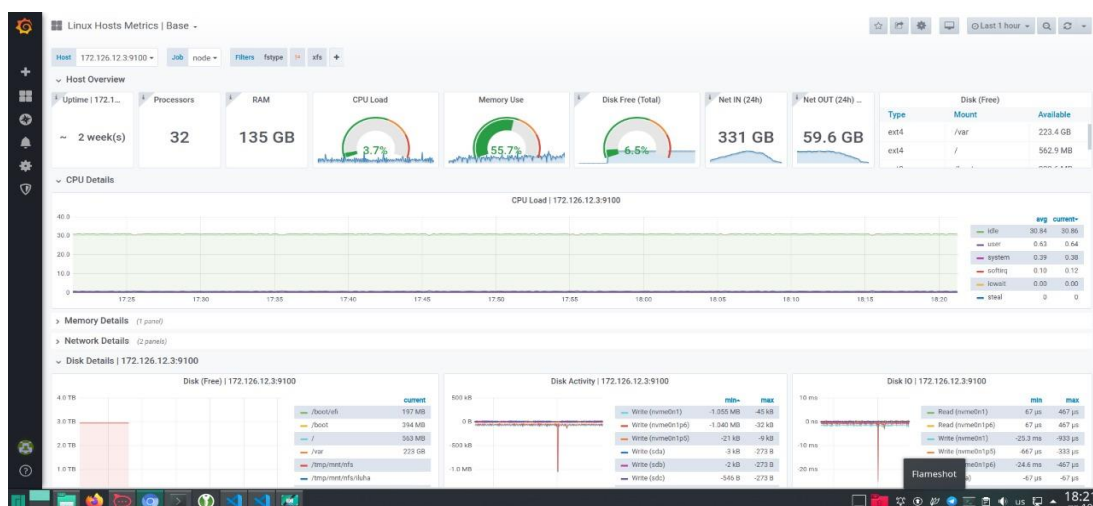 Linux Hosts Metrics | Base
Last 1 hour
Host 172.126.12.3:9100 Job node Filters fstype xfs +
Host Overview
Uptime | 172.1... Processors RAM CPU Load Memory Use Disk Free (Total) Net IN (24h) Net OUT (24h) ... Disk (Free)
Type Mount Available
~ 2 week(s) 32 135 GB 3.7% 55.7% 6.5% 331 GB 59.6 GB
ext4 /var 223.4 GB
ext4 / 562.9 MB
CPU Details
CPU Load | 172.126.12.3:9100
40.0
30.0
20.0
10.0
0
17:25 17:30 17:35 17:40 17:45 17:50 17:55 18:00 18:05 18:10 18:15 18:20
avg current
idle 30.84 30.86
user 0.63 0.64
system 0.39 0.38
softirq 0.10 0.12
iowait 0.00 0.00
steal 0 0
Memory Details (1 panel)
Network Details (2 panels)
Disk Details | 172.126.12.3:9100
Disk (Free) | 172.126.12.3:9100
4.0 TB
3.0 TB
2.0 TB
1.0 TB
current
/boot/efi 197 MB
/boot 394 MB
/ 563 MB
/var 223 GB
/tmp/mnt/nfs
/tmp/mnt/nfs/iluha
Disk Activity | 172.126.12.3:9100
500 kB
0 B
-500 kB
-1.0 MB
min max
Write (nvme0n1) -1.055 MB -45 kB
Write (nvme0n1p6) -1.040 MB -32 kB
Write (nvme0n1p5) -21 kB -9 kB
Write (sda) -3 kB -273 B
Write (sdb) -2 kB -273 B
Write (sdc) -546 B -273 B
Disk IO | 172.126.12.3:9100
10 ms
0 ms
-10 ms
-20 ms
min max
Read (nvme0n1) 67 µs 467 µs
Read (nvme0n1p6) 67 µs 467 µs
Write (nvme0n1) -25.3 ms -933 µs
Write (nvme0n1p5) -667 µs -333 µs
-24.6 ms -467 µs
-67 µs -67 µs
Flameshot
us 18:21